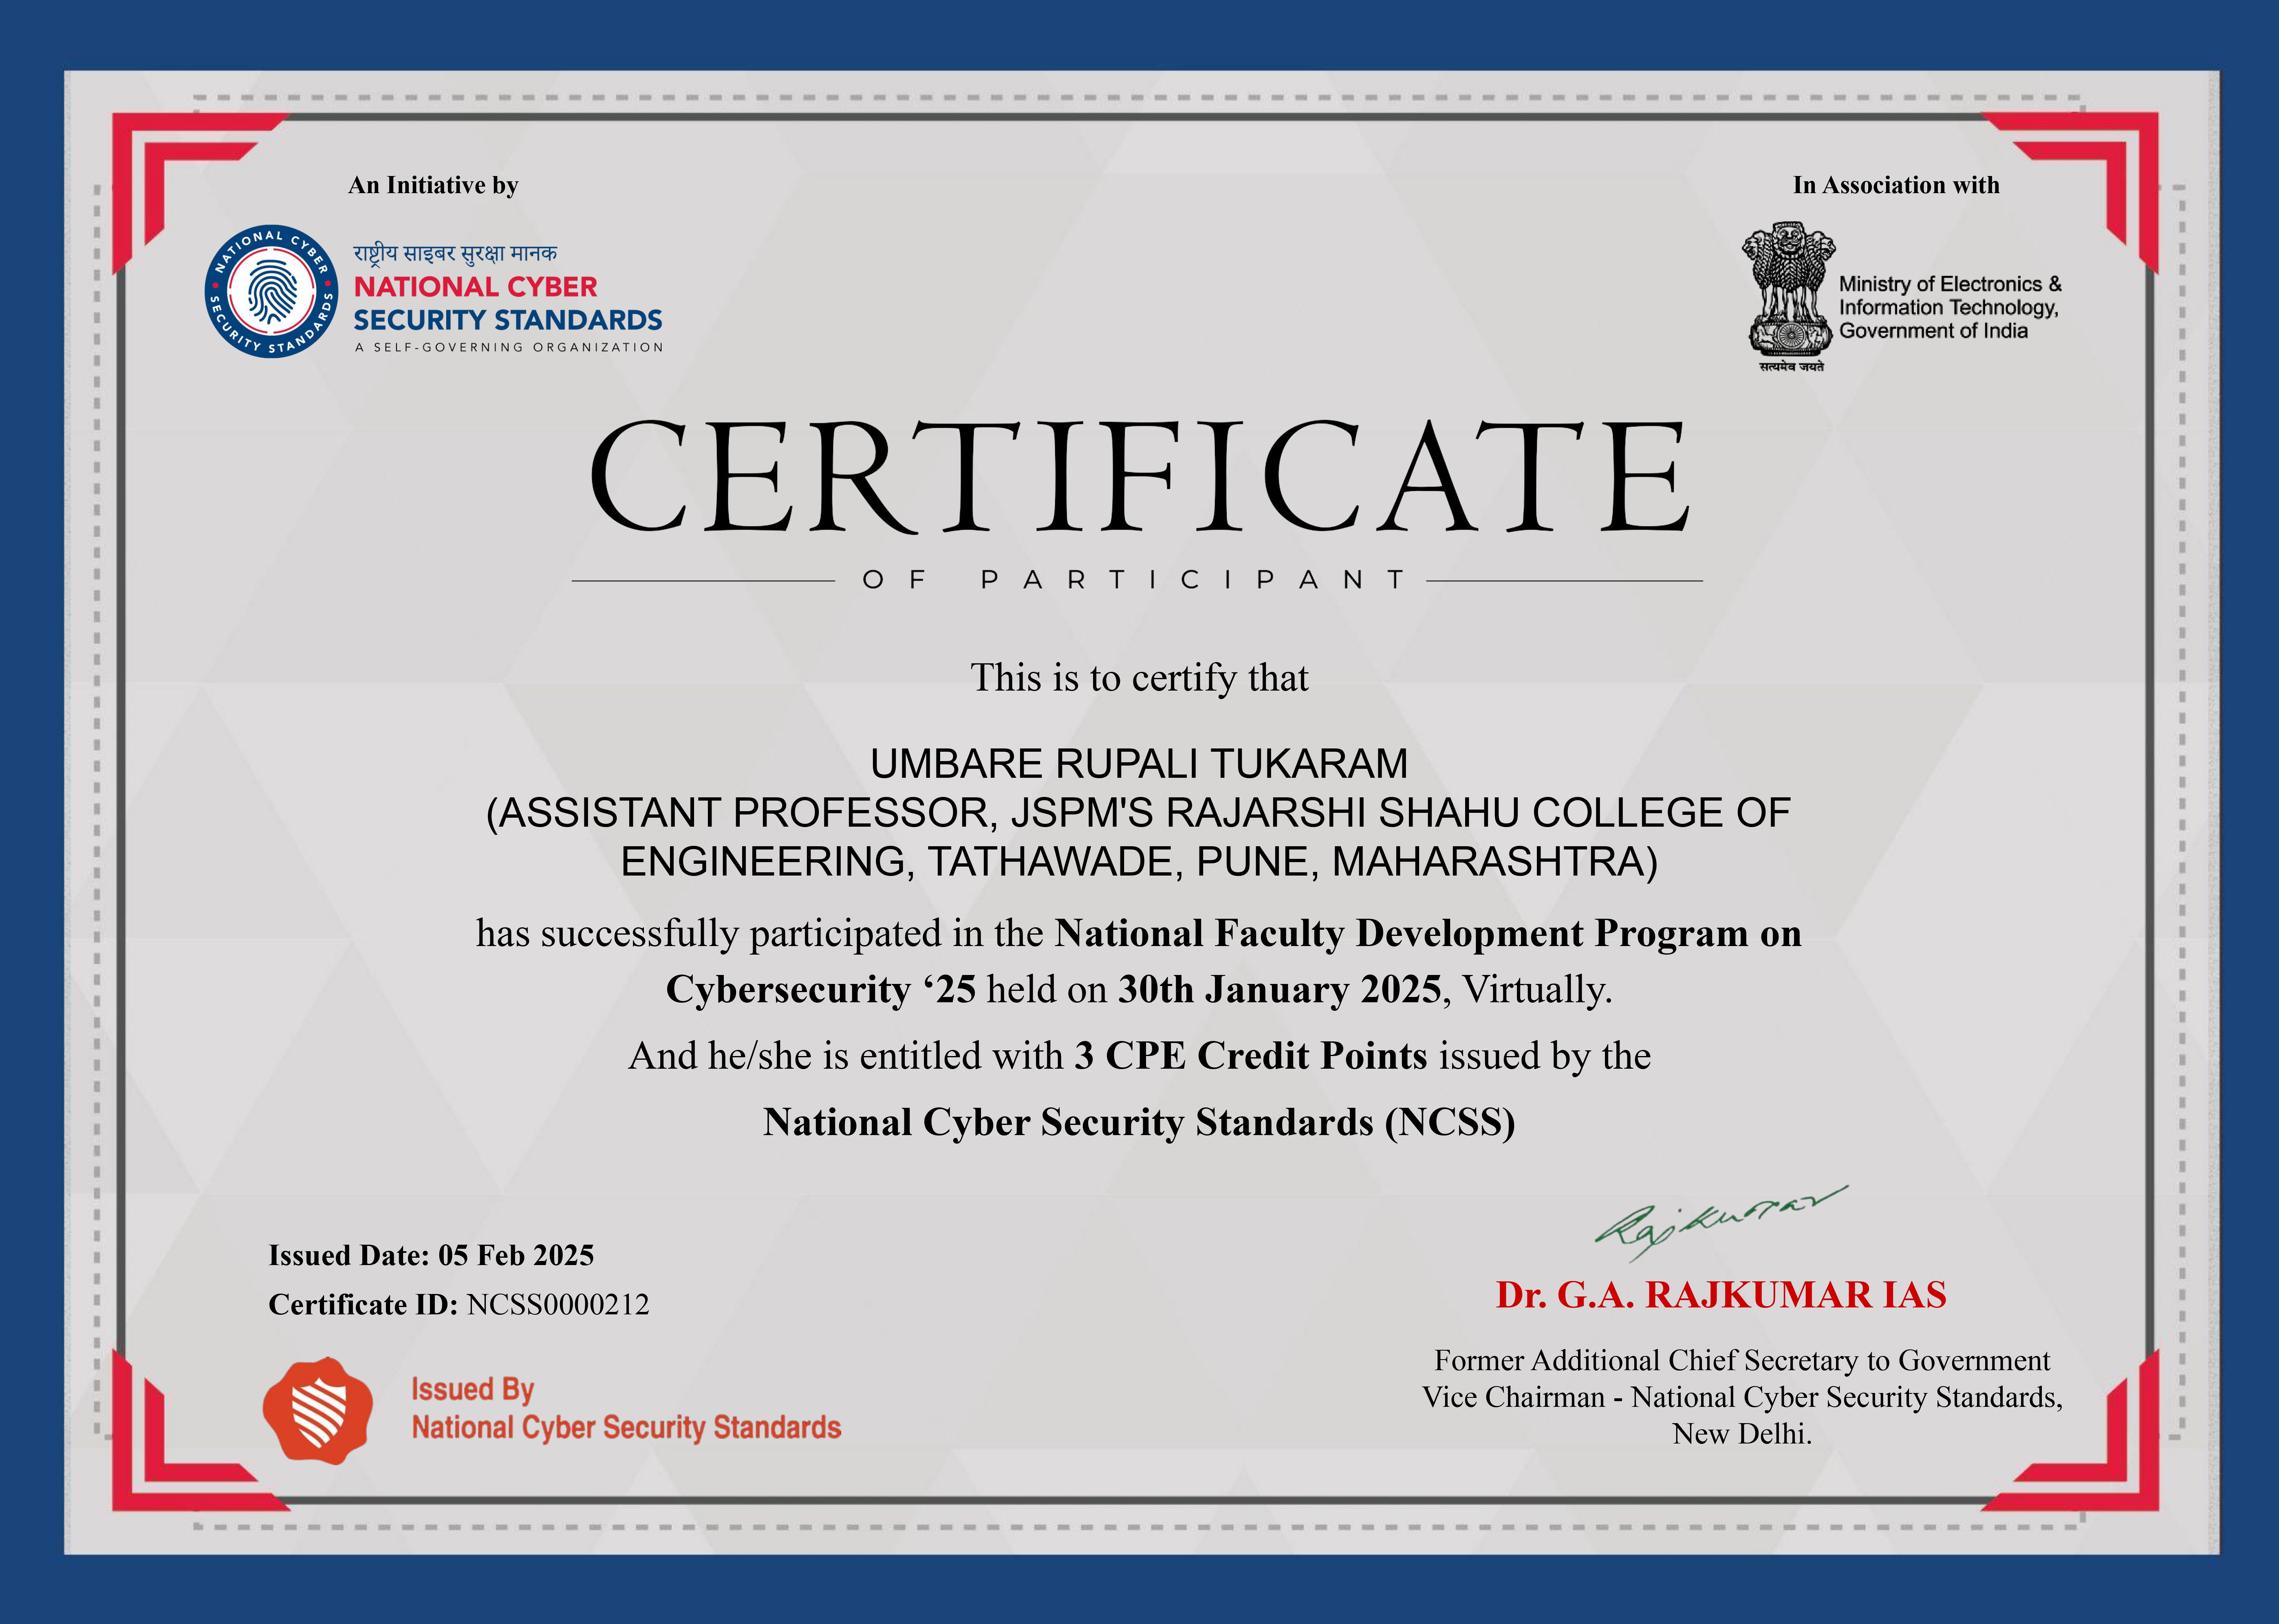 An Initiative by
In Association with
NATIONAL CYBER SECURITY STANDARDS
राष्ट्रीय साइबर सुरक्षा मानक
NATIONAL CYBER
SECURITY STANDARDS
A SELF-GOVERNING ORGANIZATION
Ministry of Electronics &
Information Technology,
Government of India
सत्यमेव जयते
CERTIFICATE
OF PARTICIPANT
This is to certify that
UMBARE RUPALI TUKARAM
(ASSISTANT PROFESSOR, JSPM'S RAJARSHI SHAHU COLLEGE OF
ENGINEERING, TATHAWADE, PUNE, MAHARASHTRA)
has successfully participated in the National Faculty Development Program on
Cybersecurity ‘25 held on 30th January 2025, Virtually.
And he/she is entitled with 3 CPE Credit Points issued by the
National Cyber Security Standards (NCSS)
Rajkumar
Issued Date: 05 Feb 2025
Certificate ID: NCSS0000212
Dr. G.A. RAJKUMAR IAS
Former Additional Chief Secretary to Government
Vice Chairman - National Cyber Security Standards,
New Delhi.
Issued By
National Cyber Security Standards